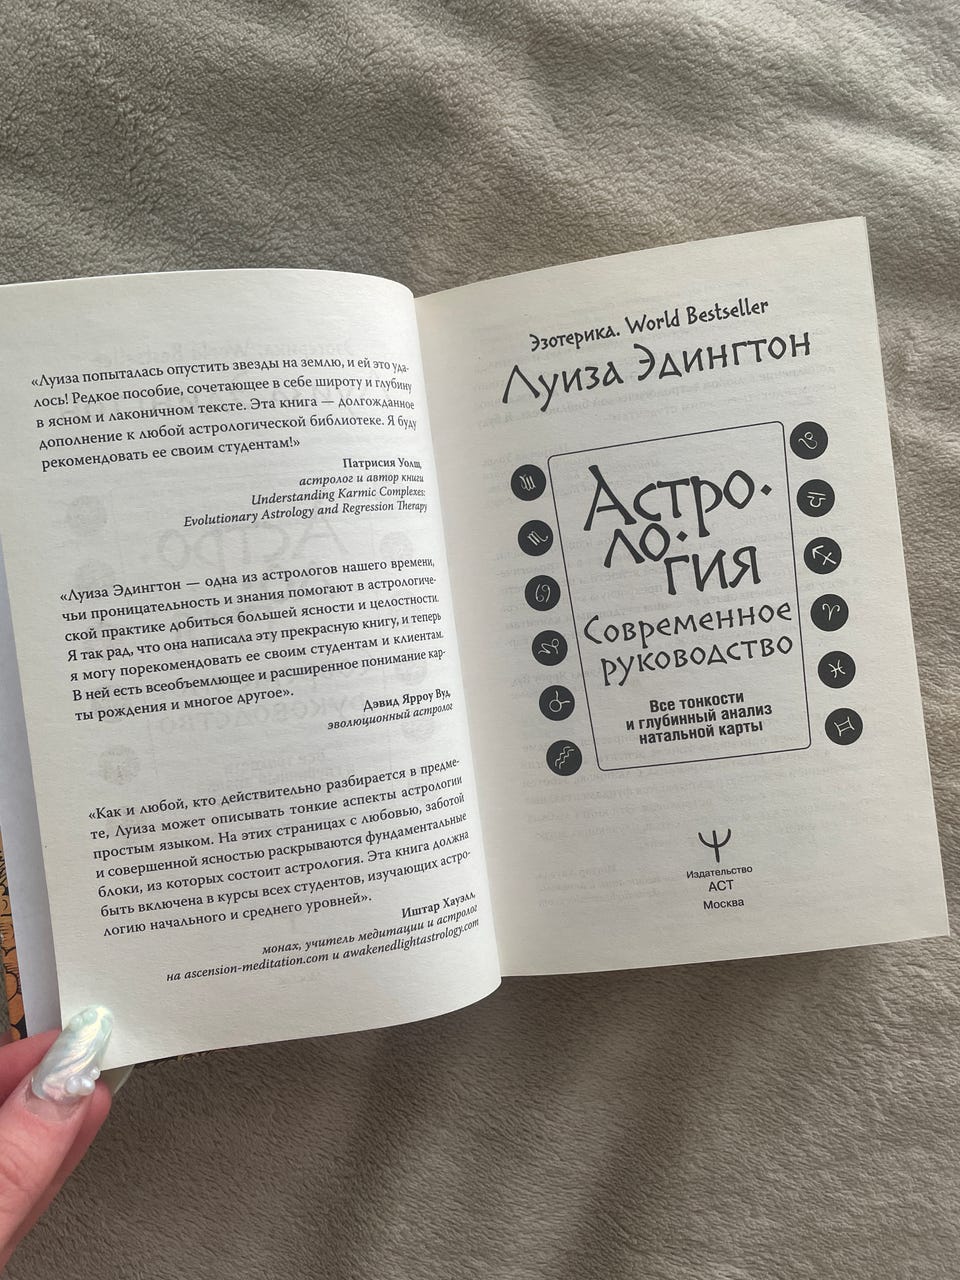 «Луиза попыталась опустить звезды на землю, и ей это уда-
лось! Редкое пособие, сочетающее в себе широту и глубину
в ясном и лаконичном тексте. Эта книга — долгожданное
дополнение к любой астрологической библиотеке. Я буду
рекомендовать ее своим студентам!»
Патрисия Уолш,
астролог и автор книги
Understanding Karmic Complexes:
Evolutionary Astrology and Regression Therapy
«Луиза Эдингтон — одна из астрологов нашего времени,
чьи проницательность и знания помогают в астрологиче-
ской практике добиться большей ясности и целостности.
Я так рад, что она написала эту прекрасную книгу, и теперь
я могу порекомендовать ее своим студентам и клиентам.
В ней есть всеобъемлющее и расширенное понимание кар-
ты рождения и многое другое».
Дэвид Ярроу Вуд,
эволюционный астролог
«Как и любой, кто действительно разбирается в предме-
те, Луиза может описывать тонкие аспекты астрологии
простым языком. На этих страницах с любовью, заботой
и совершенной ясностью раскрываются фундаментальные
блоки, из которых состоит астрология. Эта книга должна
быть включена в курсы всех студентов, изучающих астро-
логию начального и среднего уровней».
Иштар Хауэлл,
монах, учитель медитации и астролог
на ascension-meditation.com и awakenedlightastrology.com
Эзотерика. World Bestseller
Луиза Эдингтон
Астро·
ло·
гия
Современное
руководство
Все тонкости
и глубинный анализ
натальной карты
Издательство
АСТ
Москва